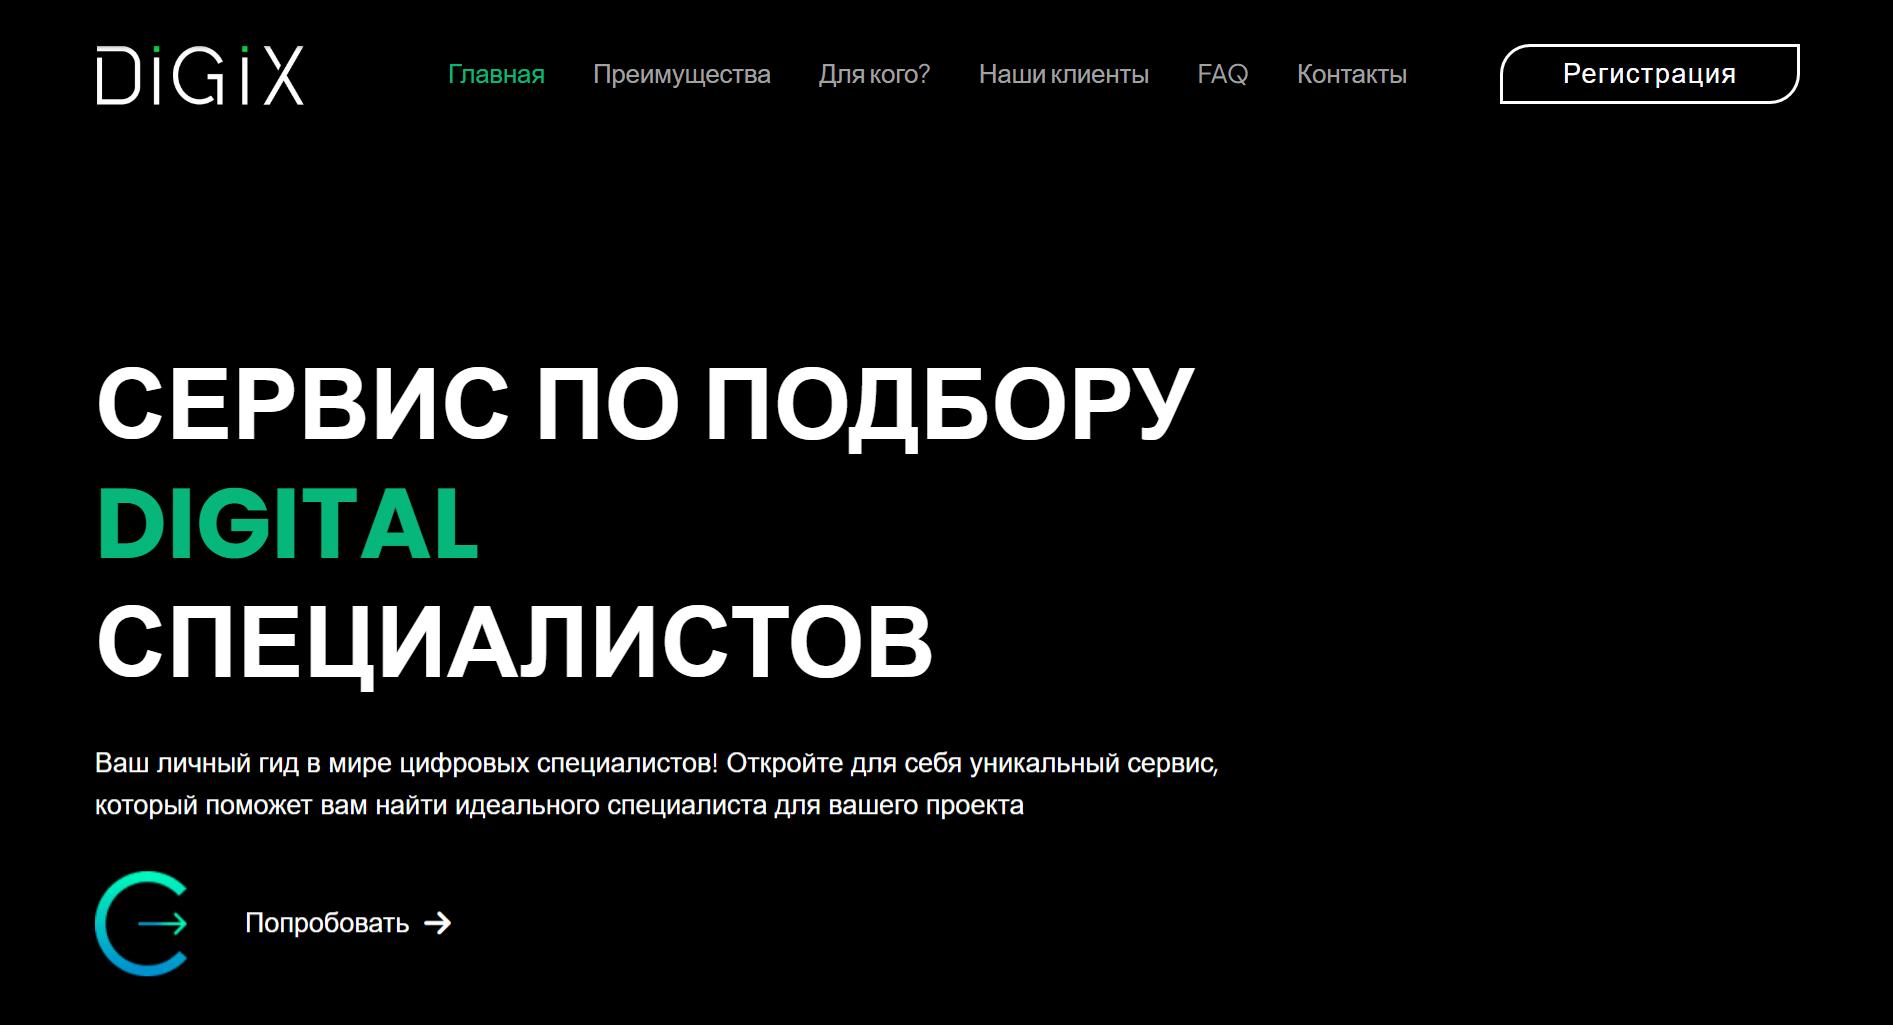 DiGiX
Главная Преимущества Для кого? Наши клиенты FAQ Контакты Регистрация
СЕРВИС ПО ПОДБОРУ
DIGITAL
СПЕЦИАЛИСТОВ
Ваш личный гид в мире цифровых специалистов! Откройте для себя уникальный сервис,
который поможет вам найти идеального специалиста для вашего проекта
Попробовать